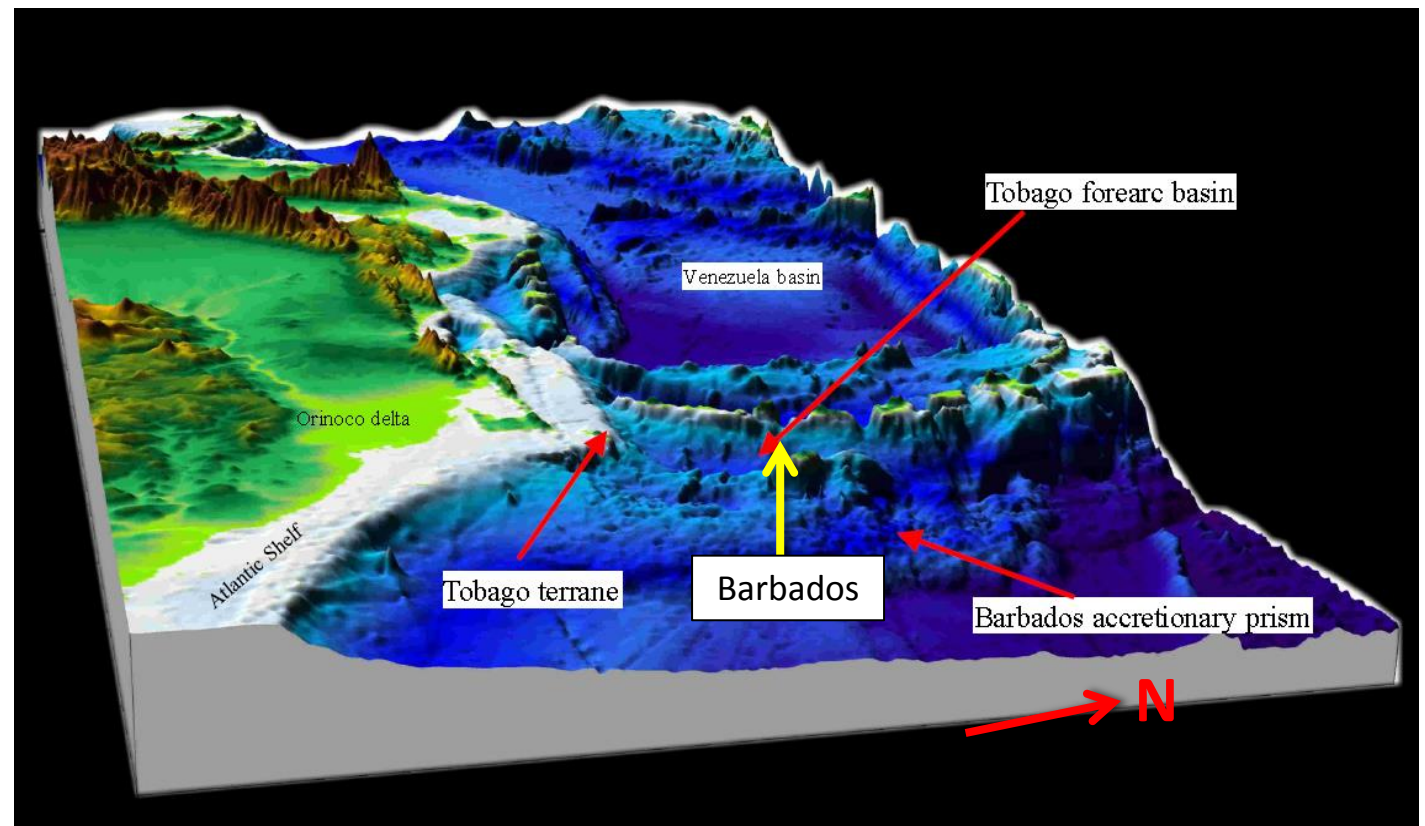 Tobago forearc basin
Venezuela basin
Orinoco delta
Atlantic Shelf
Tobago terrane
Barbados
Barbados accretionary prism
N